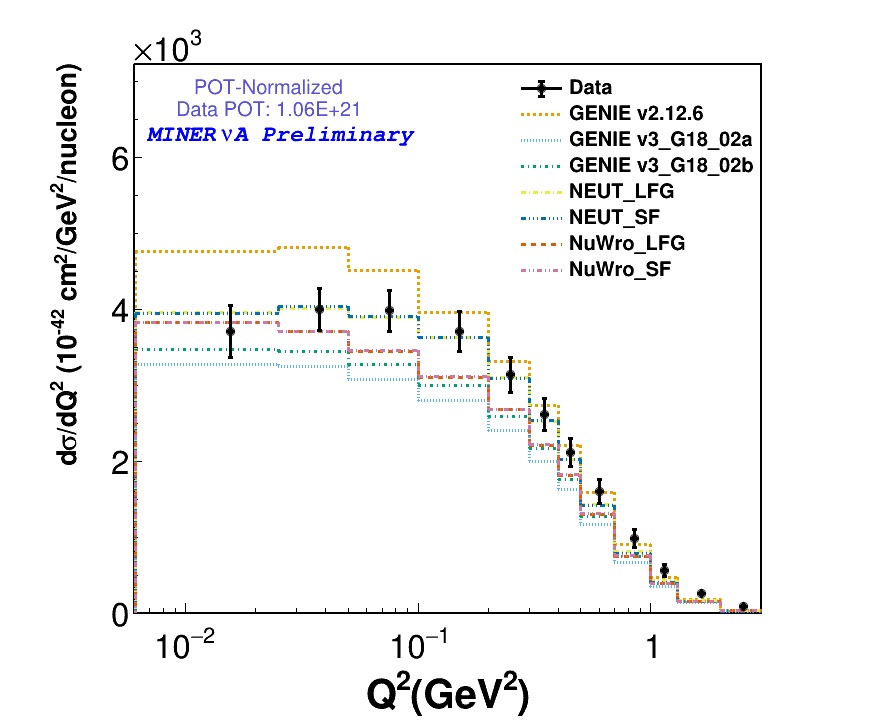 ×10³
POT-Normalized
Data POT: 1.06E+21
MINERνA Preliminary
Data
GENIE v2.12.6
GENIE v3_G18_02a
GENIE v3_G18_02b
NEUT_LFG
NEUT_SF
NuWro_LFG
NuWro_SF
dσ/dQ² (10⁻⁴² cm²/GeV²/nucleon)
6
4
2
0
10⁻²
10⁻¹
1
Q²(GeV²)